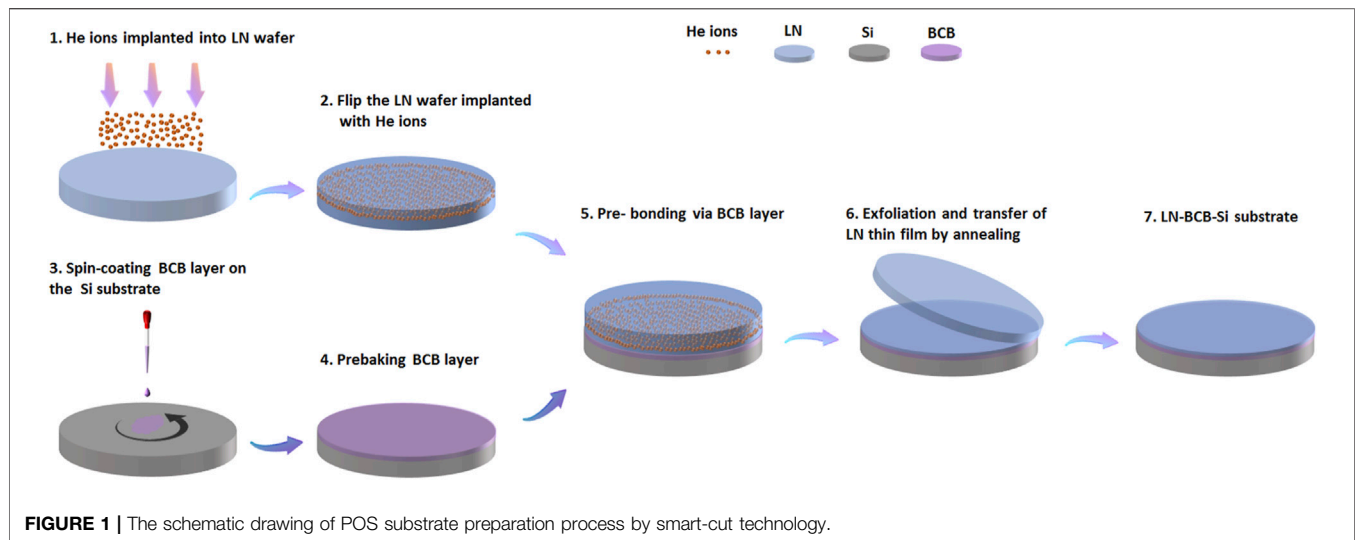 1. He ions implanted into LN wafer
He ions
LN
Si
BCB
2. Flip the LN wafer implanted
with He ions
3. Spin-coating BCB layer on
the Si substrate
4. Prebaking BCB layer
5. Pre- bonding via BCB layer
6. Exfoliation and transfer of
LN thin film by annealing
7. LN-BCB-Si substrate
FIGURE 1 | The schematic drawing of POS substrate preparation process by smart-cut technology.